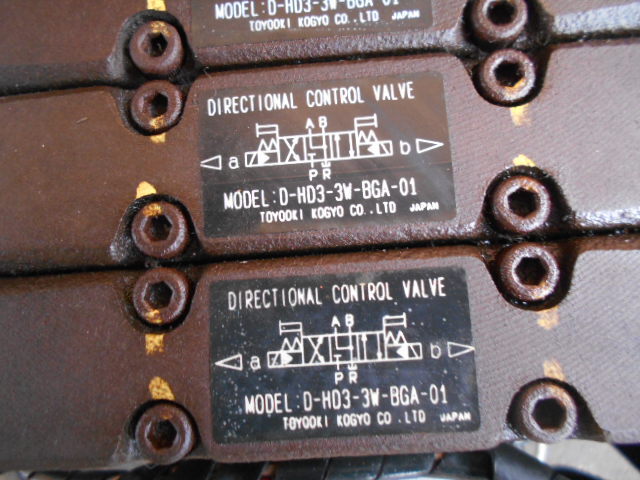 MODEL:D-HD3-3W-BGA-01
TOYOOKI KOGYO CO.,LTD JAPAN
DIRECTIONAL CONTROL VALVE
A B
a b
P R
MODEL:D-HD3-3W-BGA-01
TOYOOKI KOGYO CO.,LTD JAPAN
DIRECTIONAL CONTROL VALVE
A B
a b
P R
MODEL:D-HD3-3W-BGA-01
TOYOOKI KOGYO CO.,LTD JAPAN